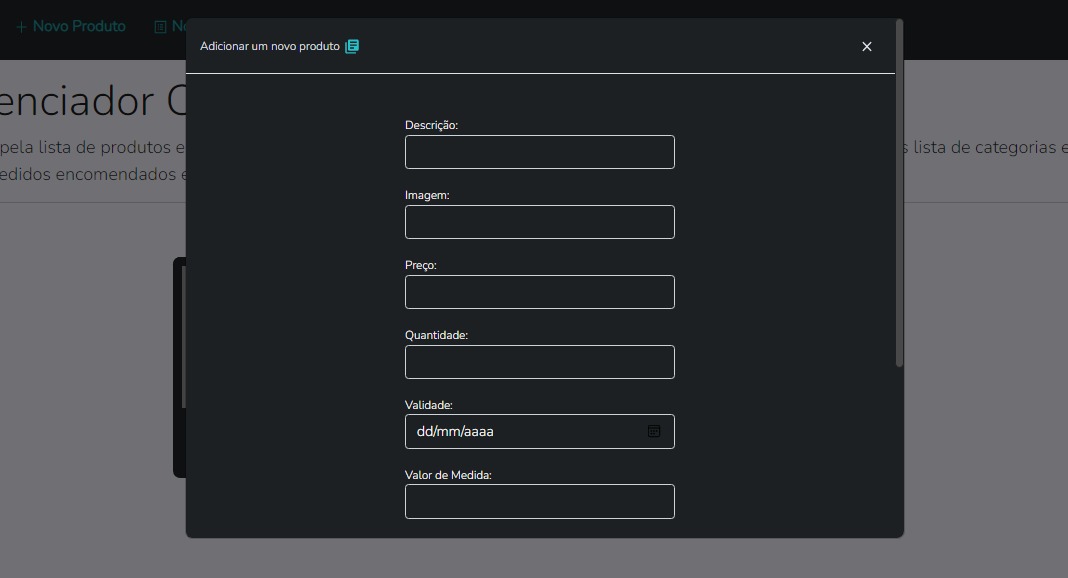 Novo Produto
Adicionar um novo produto
enciador
pela lista de produtos e
s lista de categorias e
edidos encomendados e
Descrição:
Imagem:
Preço:
Quantidade:
Validade:
dd/mm/aaaa
Valor de Medida: